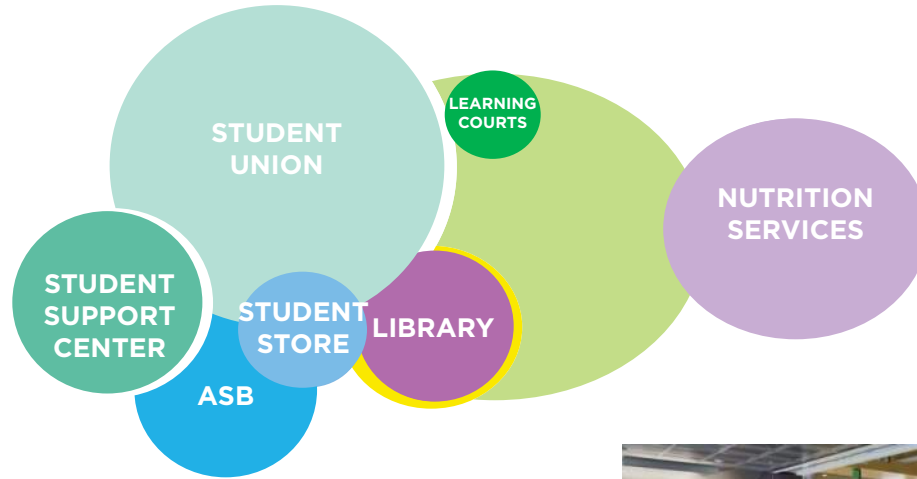 LEARNING
COURTS
STUDENT
UNION
NUTRITION
SERVICES
STUDENT
SUPPORT
CENTER
STUDENT
STORE
LIBRARY
ASB